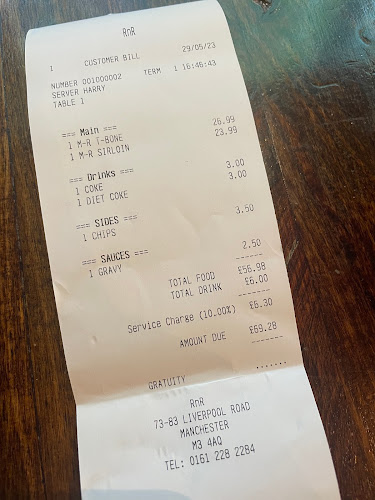 RnR
1 CUSTOMER BILL 29/05/23
NUMBER 001000002 TERM 1 16:46:43
SERVER HARRY
TABLE 1
=== Main ===
1 M-R T-BONE 26.99
1 M-R SIRLOIN 23.99
=== Drinks ===
1 COKE 3.00
1 DIET COKE 3.00
=== SIDES ===
1 CHIPS 3.50
=== SAUCES ===
1 GRAVY 2.50
------
TOTAL FOOD £56.98
TOTAL DRINK £6.00
-------
Service Charge (10.00%) £6.30
AMOUNT DUE £69.28
-------
GRATUITY .......
RnR
73-83 LIVERPOOL ROAD
MANCHESTER
M3 4AQ
TEL: 0161 228 2284